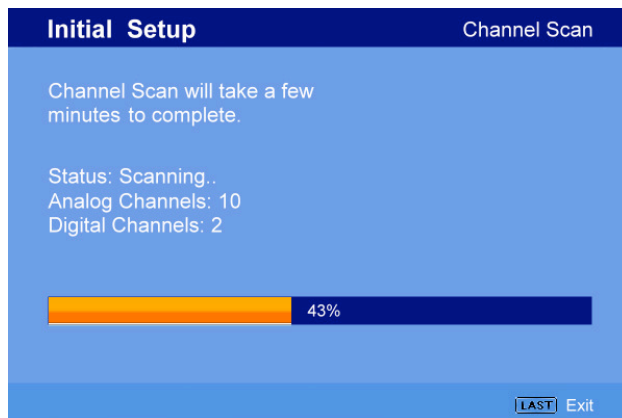 Initial Setup
Channel Scan
Channel Scan will take a few
minutes to complete.
Status: Scanning..
Analog Channels: 10
Digital Channels: 2
43%
LAST Exit